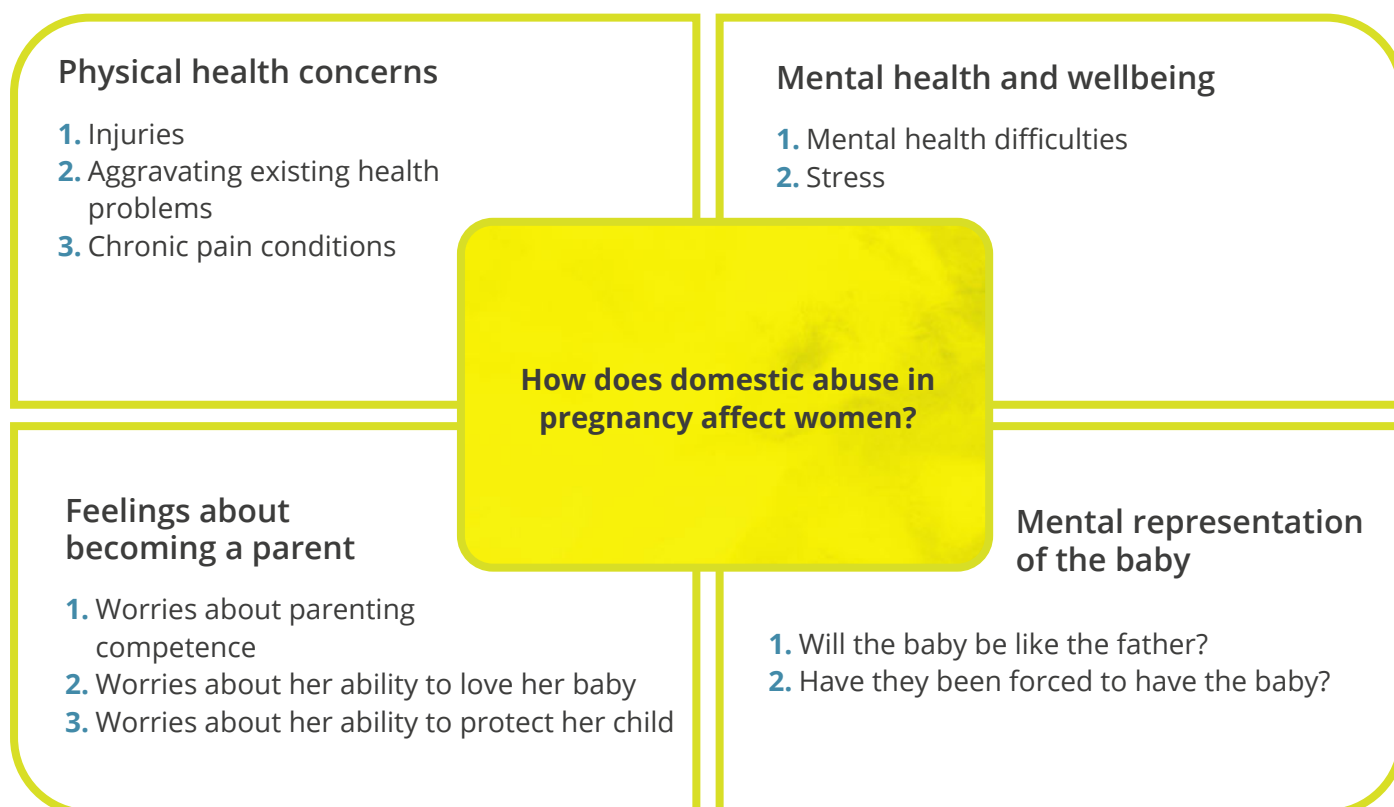 Physical health concerns
1. Injuries
2. Aggravating existing health
problems
3. Chronic pain conditions
Mental health and wellbeing
1. Mental health difficulties
2. Stress
How does domestic abuse in
pregnancy affect women?
Feelings about
becoming a parent
1. Worries about parenting
competence
2. Worries about her ability to love her baby
3. Worries about her ability to protect her child
Mental representation
of the baby
1. Will the baby be like the father?
2. Have they been forced to have the baby?